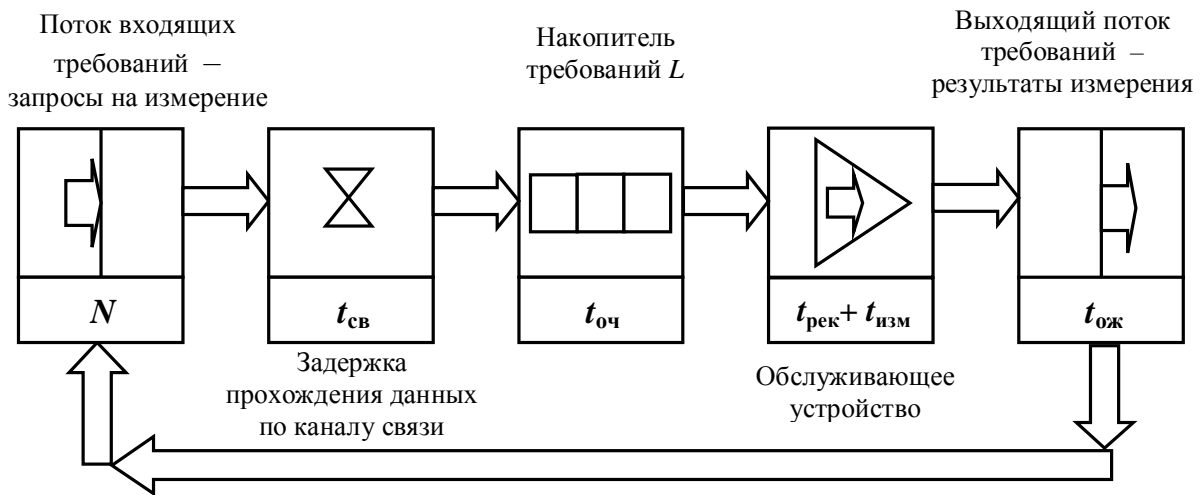 Поток входящих
требований –
запросы на измерение
Накопитель
требований L
Выходящий поток
требований –
результаты измерения
N
tсв
tоч
tрек+ tизм
tож
Задержка
прохождения данных
по каналу связи
Обслуживающее
устройство